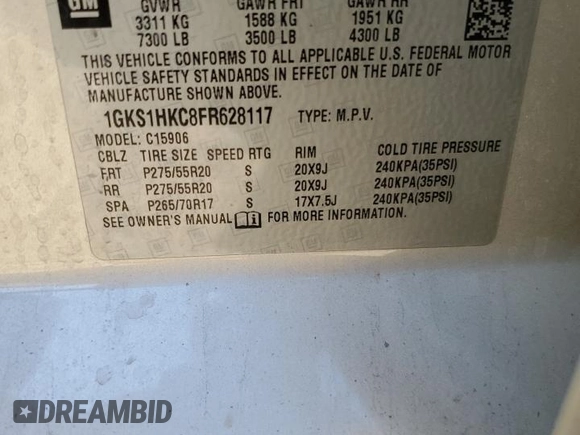 GM
GVWR GAWR FRT GAWR RR
3311 KG 1588 KG 1951 KG
7300 LB 3500 LB 4300 LB
THIS VEHICLE CONFORMS TO ALL APPLICABLE U.S. FEDERAL MOTOR
VEHICLE SAFETY STANDARDS IN EFFECT ON THE DATE OF
MANUFACTURE SHOWN ABOVE.
1GKS1HKC8FR628117 TYPE: M.P.V.
MODEL: C15906
CBLZ TIRE SIZE SPEED RTG RIM COLD TIRE PRESSURE
FRT P275/55R20 S 20X9J 240KPA(35PSI)
RR P275/55R20 S 20X9J 240KPA(35PSI)
SPA P265/70R17 S 17X7.5J 240KPA(35PSI)
SEE OWNER'S MANUAL FOR MORE INFORMATION.
DREAMBID